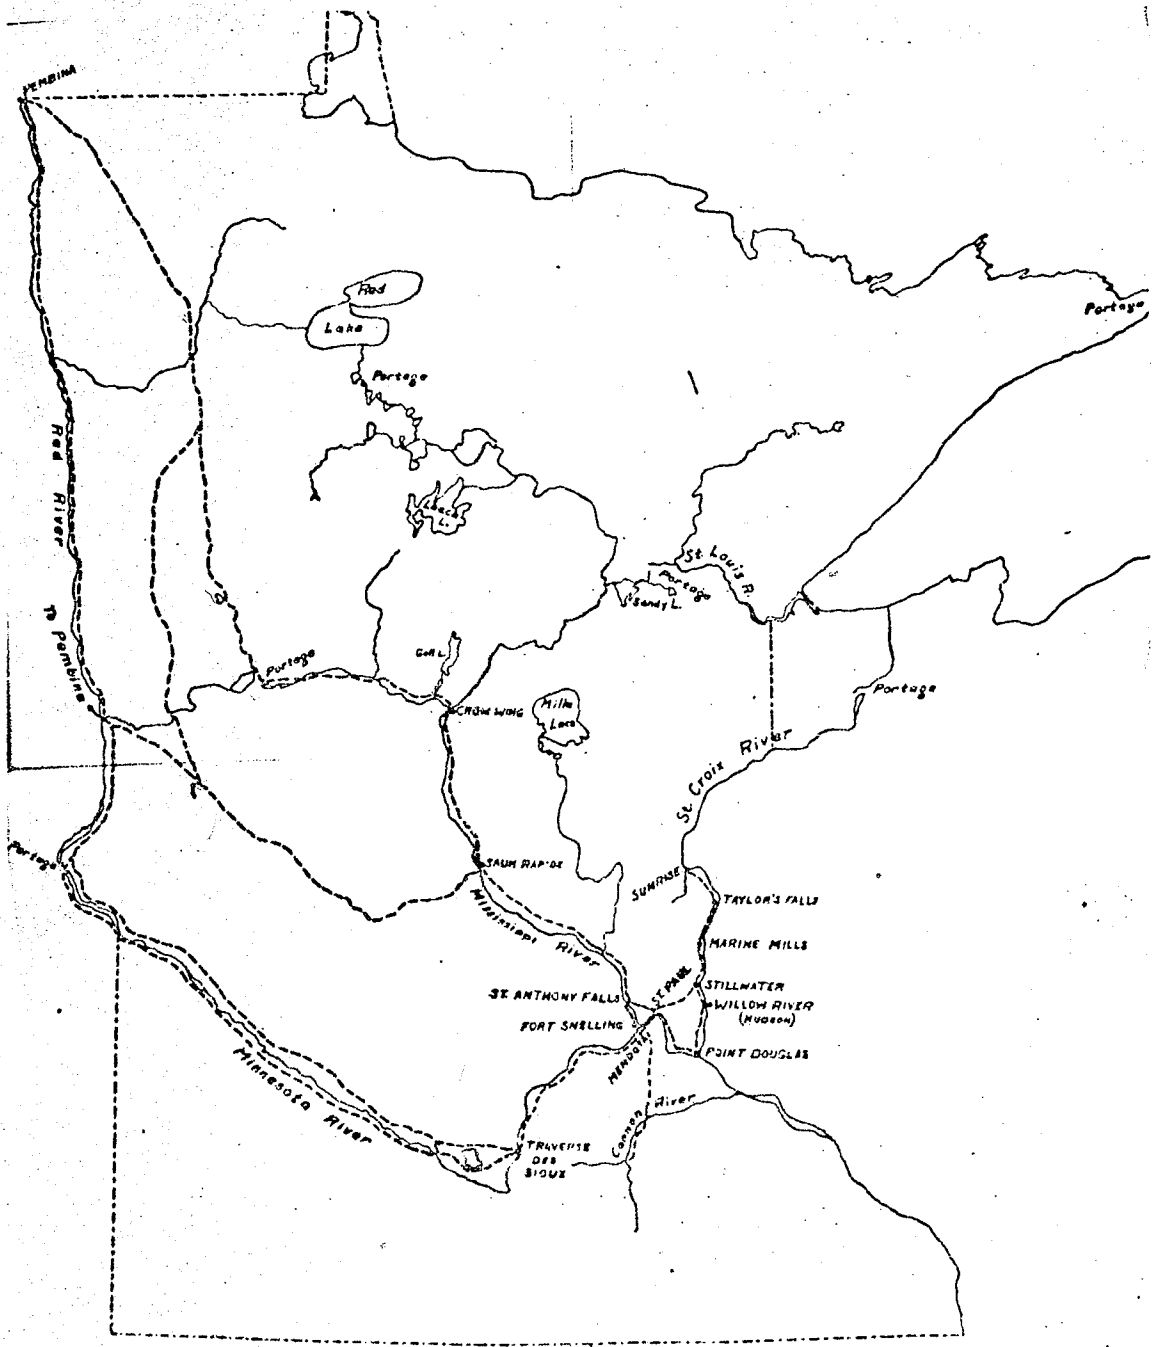 PEMBINA
Red
Lake
Portage
Portage
Red River
Leech
L.
St. Louis R.
Portage
Sandy L.
To Pembina
Portage
Gull L.
CROW WING
Mille
Lacs
Portage
St. Croix River
Portage
SAUK RAPIDS
SUNRISE
TAYLOR'S FALLS
Mississippi River
MARINE MILLS
ST. PAUL
STILLWATER
ST. ANTHONY FALLS
WILLOW RIVER
(HUDSON)
FORT SNELLING
MENDOTA
POINT DOUGLAS
Minnesota River
Cannon River
TRAVERSE
DES
SIOUX